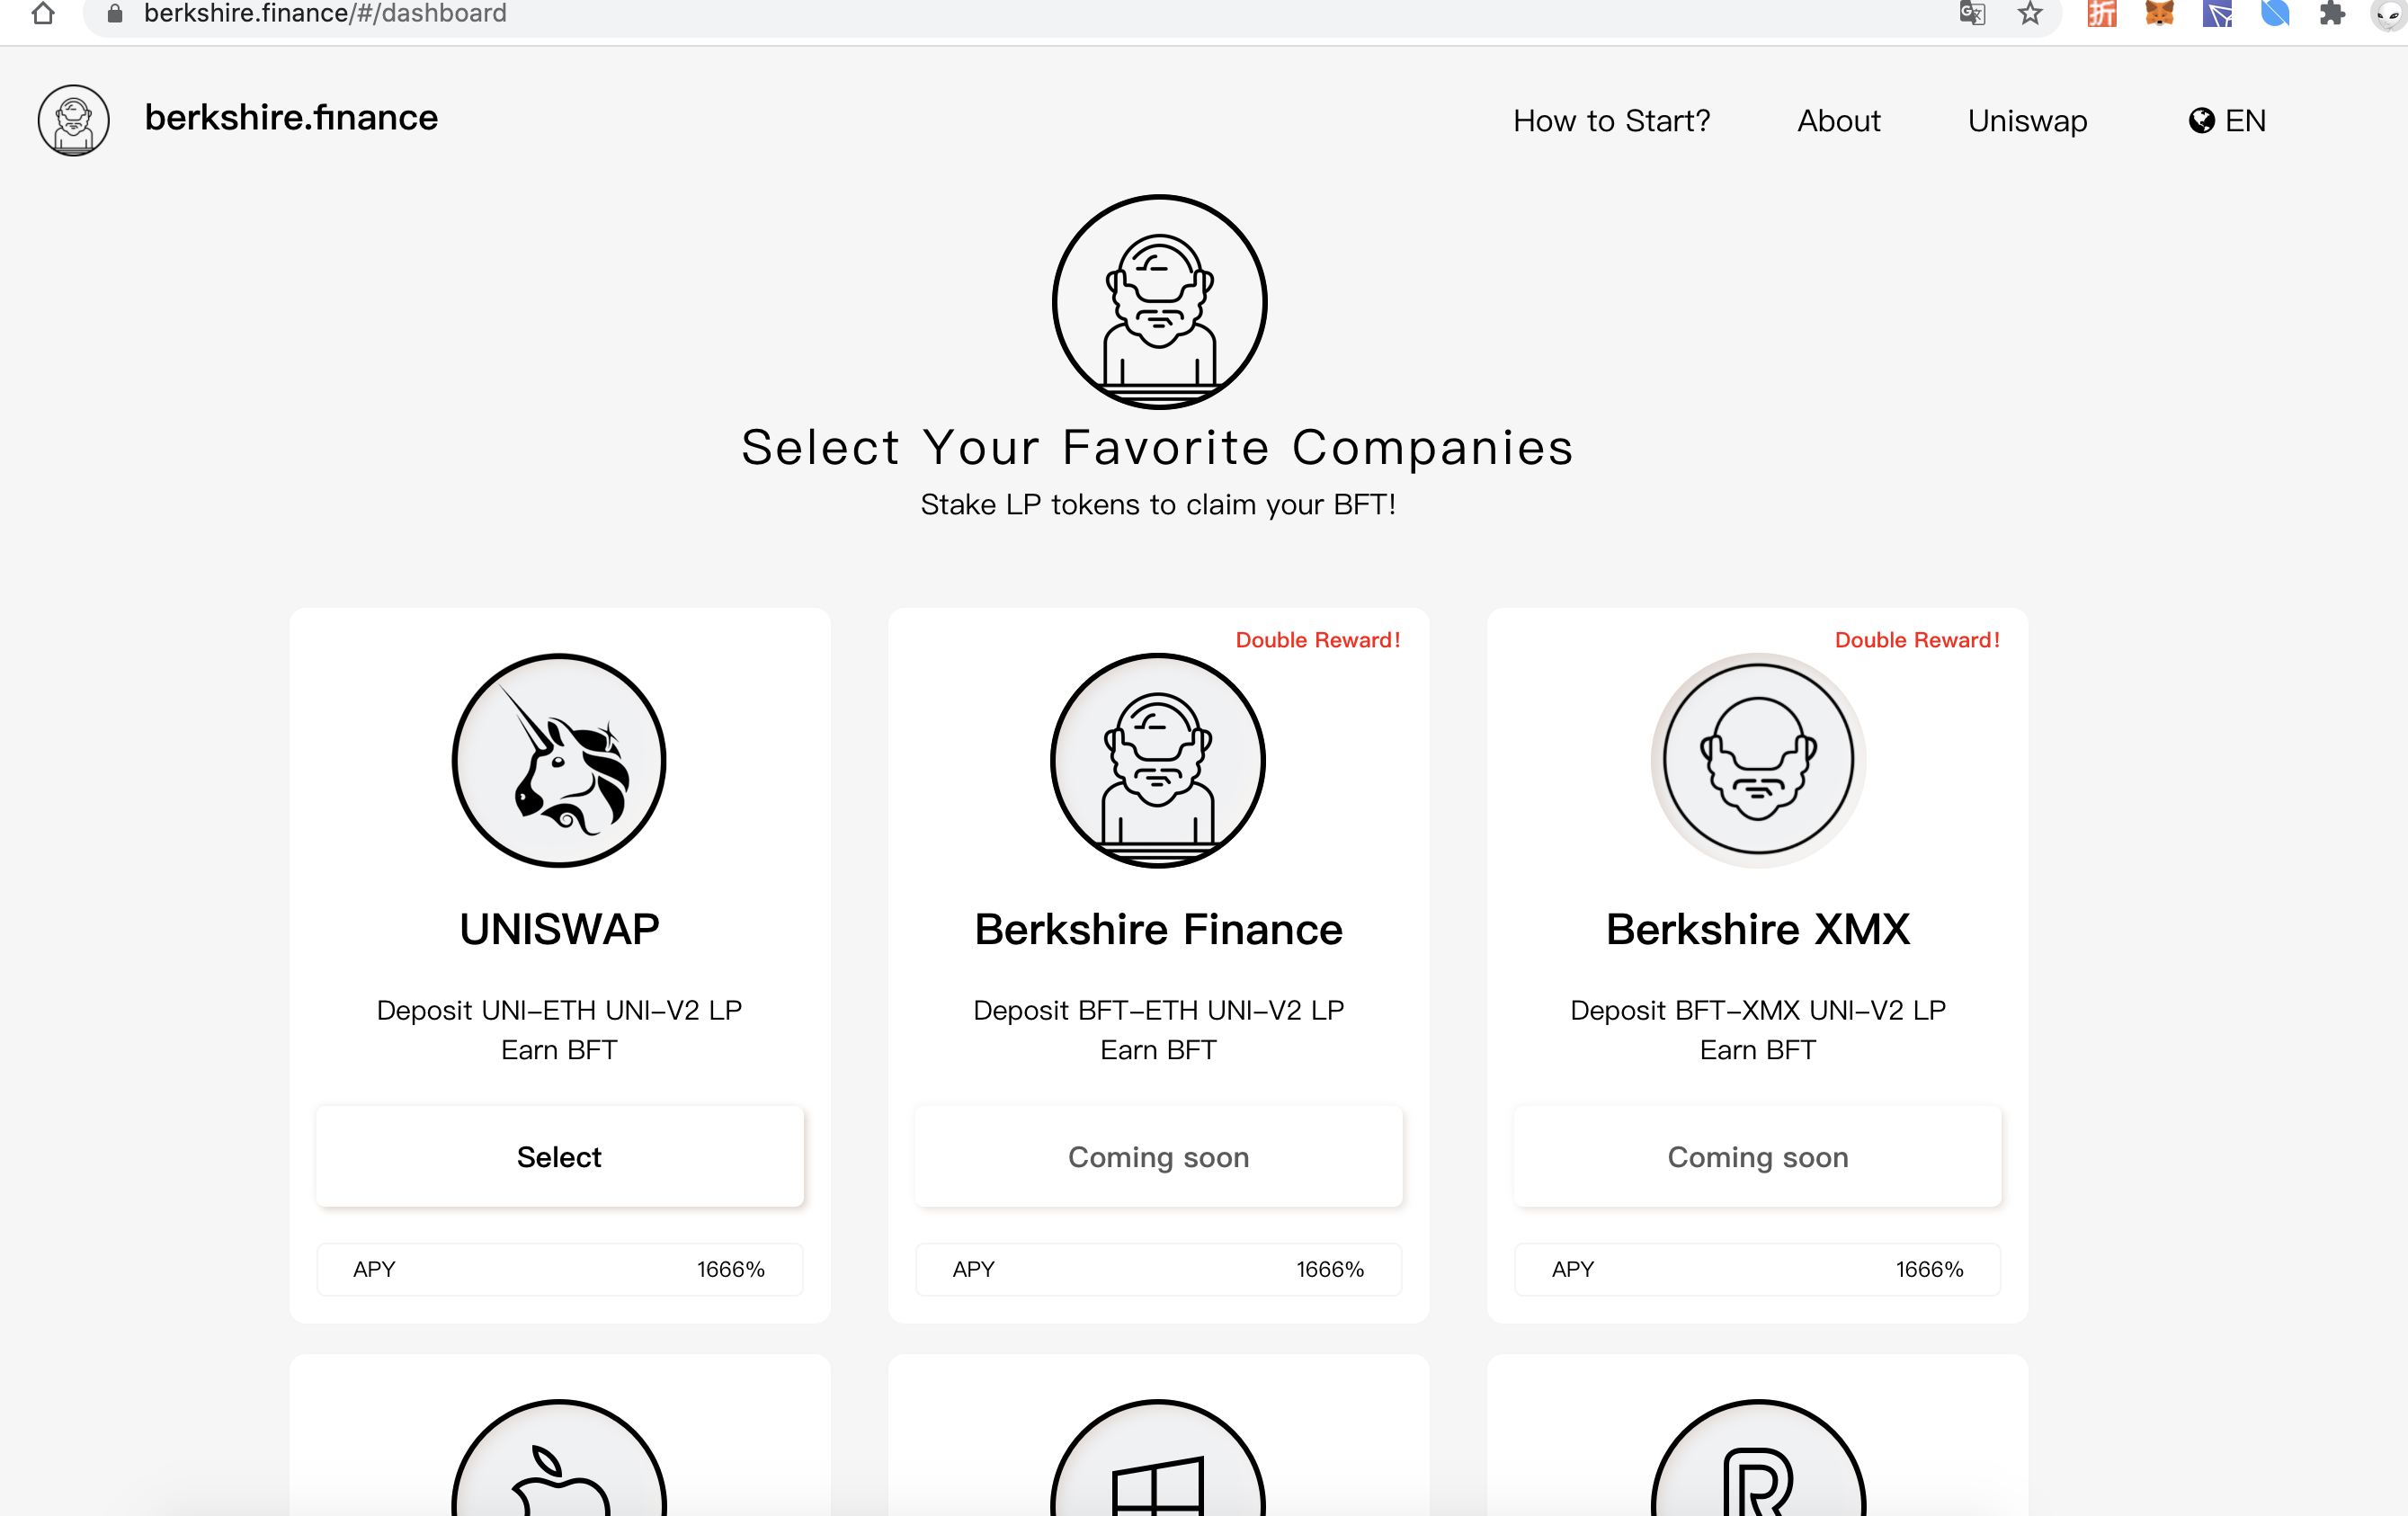 berkshire.finance/#/dashboard
折
berkshire.finance
How to Start?
About
Uniswap
EN
Select Your Favorite Companies
Stake LP tokens to claim your BFT!
UNISWAP
Deposit UNI-ETH UNI-V2 LP
Earn BFT
Select
APY 1666%
Double Reward!
Berkshire Finance
Deposit BFT-ETH UNI-V2 LP
Earn BFT
Coming soon
APY 1666%
Double Reward!
Berkshire XMX
Deposit BFT-XMX UNI-V2 LP
Earn BFT
Coming soon
APY 1666%
R